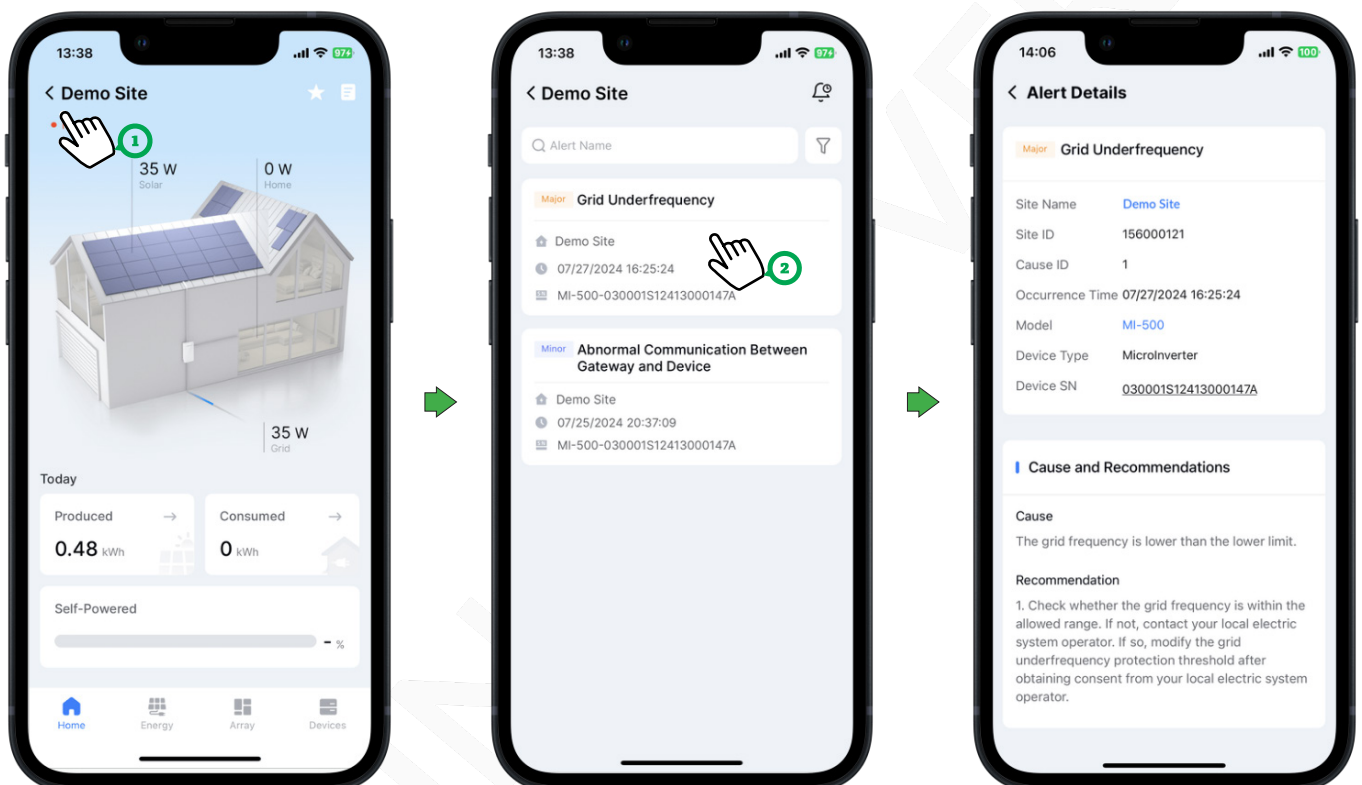 13:38
97
Demo Site
1
35 W
Solar
0 W
Home
35 W
Grid
Today
Produced
Consumed
0.48 kWh
0 kWh
Self-Powered
- %
Home
Energy
Array
Devices
13:38
97
Demo Site
Alert Name
Major Grid Underfrequency
Demo Site
07/27/2024 16:25:24
2
MI-500-030001S12413000147A
Minor Abnormal Communication Between
Gateway and Device
Demo Site
07/25/2024 20:37:09
MI-500-030001S12413000147A
14:06
100
Alert Details
Major Grid Underfrequency
Site Name Demo Site
Site ID 156000121
Cause ID 1
Occurrence Time 07/27/2024 16:25:24
Model MI-500
Device Type MicroInverter
Device SN 030001S12413000147A
Cause and Recommendations
Cause
The grid frequency is lower than the lower limit.
Recommendation
1. Check whether the grid frequency is within the
allowed range. If not, contact your local electric
system operator. If so, modify the grid
underfrequency protection threshold after
obtaining consent from your local electric system
operator.